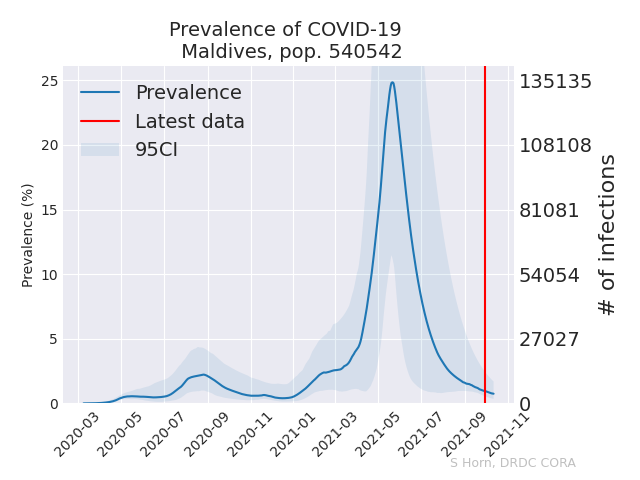 Prevalence of COVID-19
Maldives, pop. 540542
Prevalence
Latest data
95CI
Prevalence (%)
25
20
15
10
5
0
135135
108108
81081
54054
27027
0
# of infections
2020-03
2020-05
2020-07
2020-09
2020-11
2021-01
2021-03
2021-05
2021-07
2021-09
2021-11
S Horn, DRDC CORA